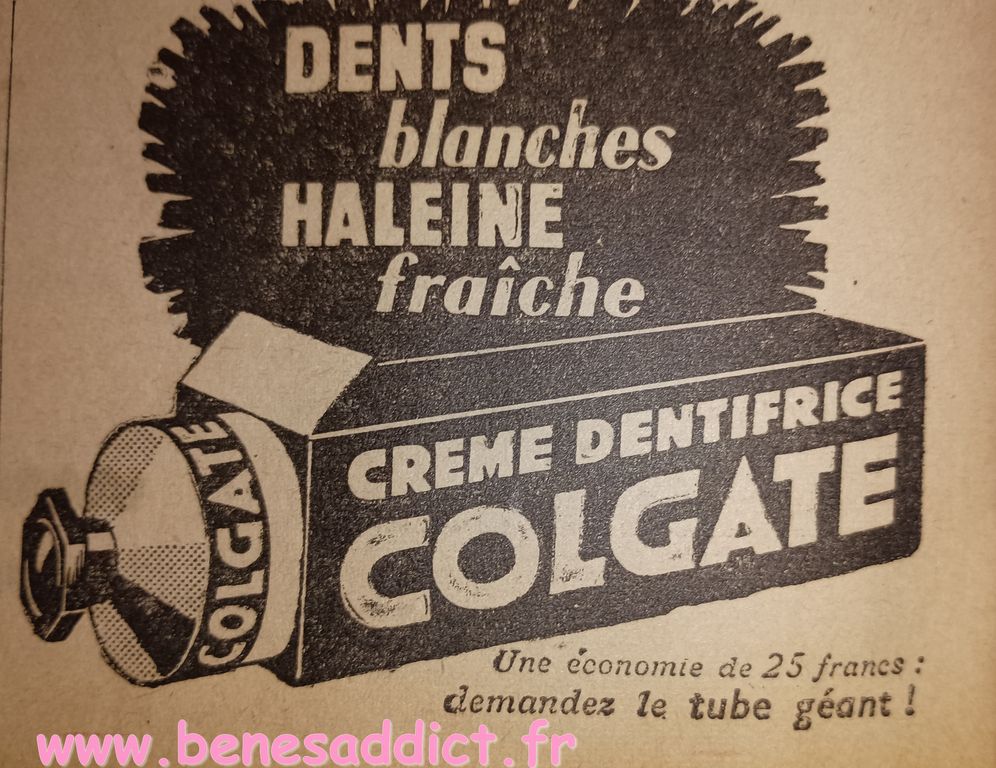 DENTS
blanches
HALEINE
fraîche
CREME DENTIFRICE
COLGATE
COLGATE
Une économie de 25 francs :
demandez le tube géant !
www.benesaddict.fr